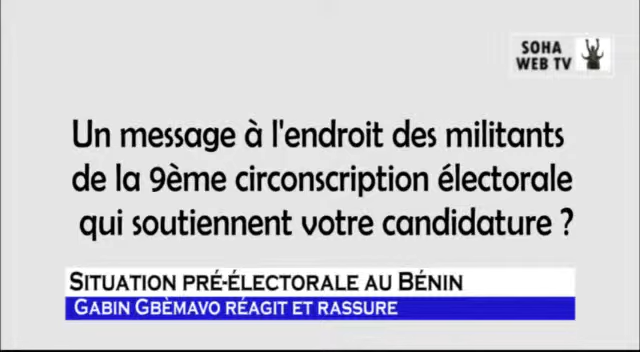 SOHA
WEB TV
Un message à l'endroit des militants
de la 9ème circonscription électorale
qui soutiennent votre candidature ?
SITUATION PRÉ-ÉLECTORALE AU BÉNIN
GABIN GBÈMAVO RÉAGIT ET RASSURE